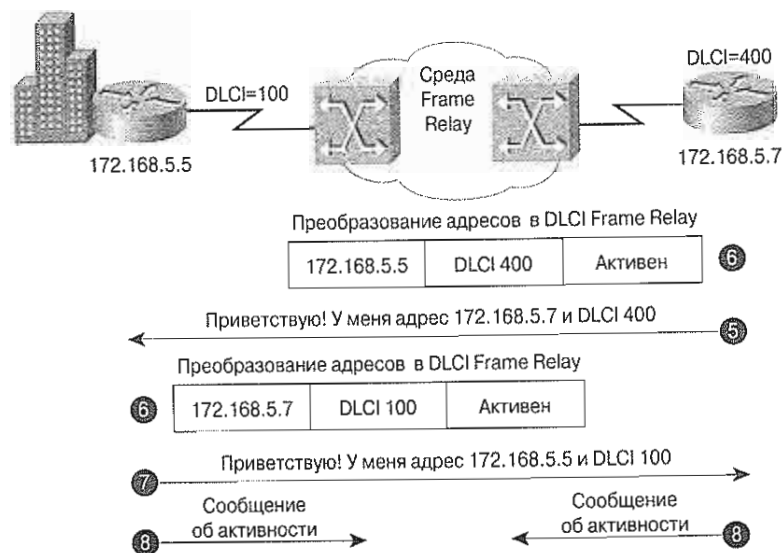 Среда
Frame
Relay
DLCI=100
DLCI=400
172.168.5.5
172.168.5.7
Преобразование адресов в DLCI Frame Relay
172.168.5.5 DLCI 400 Активен 6
Приветствую! У меня адрес 172.168.5.7 и DLCI 400
5
Преобразование адресов в DLCI Frame Relay
6 172.168.5.7 DLCI 100 Активен
Приветствую! У меня адрес 172.168.5.5 и DLCI 100
7
Сообщение
об активности
8
Сообщение
об активности
8